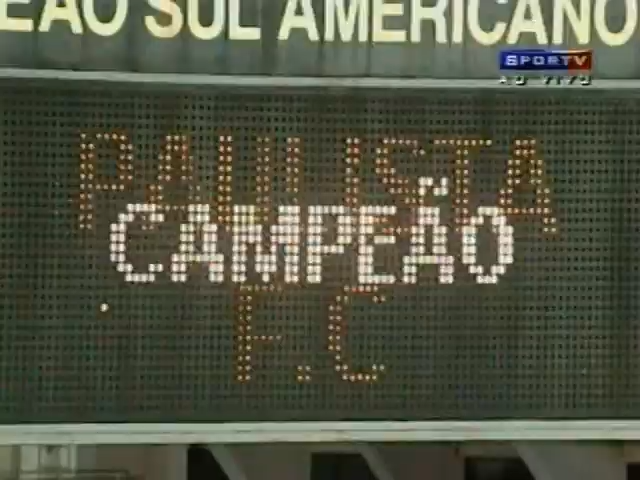 EÃO SUL AMERICANO
SPORTV
AO VIVO
PAULISTA
CAMPEÃO
F.C